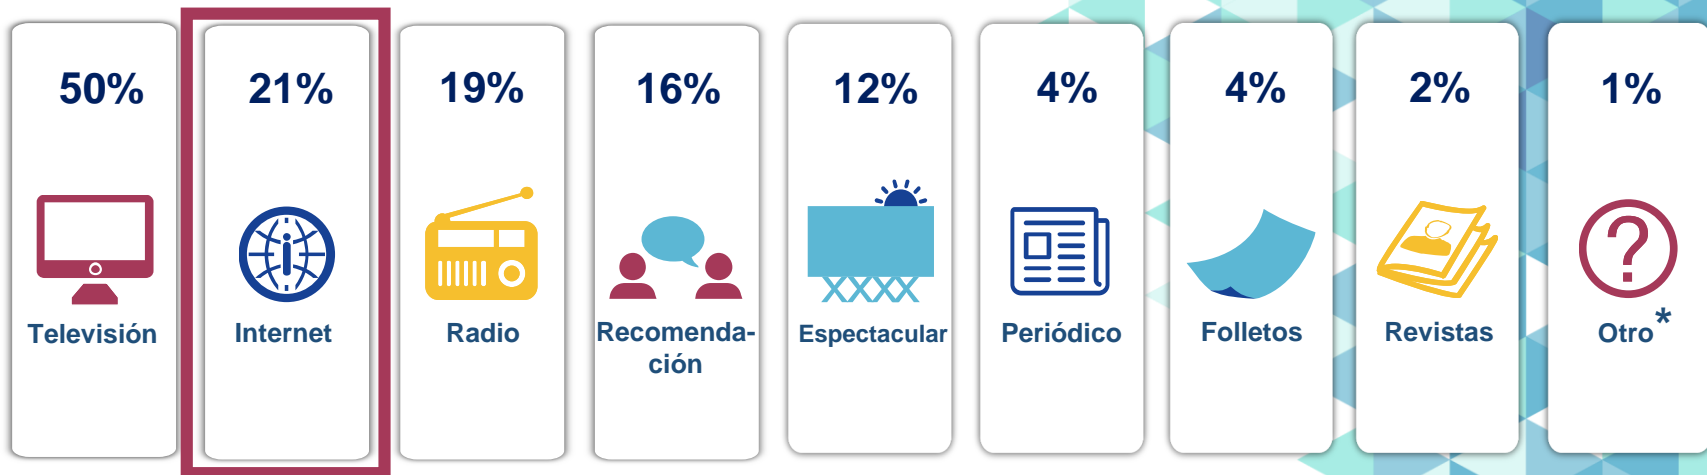 50%
21%
19%
16%
12%
4%
4%
2%
1%
Televisión
Internet
Radio
Recomenda-
ción
Espectacular
Periódico
Folletos
Revistas
Otro*